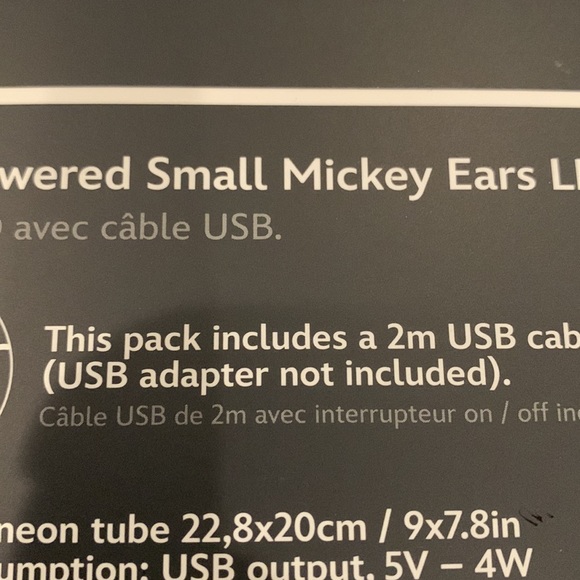 wered Small Mickey Ears L
avec câble USB.
This pack includes a 2m USB cab
(USB adapter not included).
Câble USB de 2m avec interrupteur on / off in
neon tube 22,8x20cm / 9x7.8in
umption: USB output, 5V – 4W